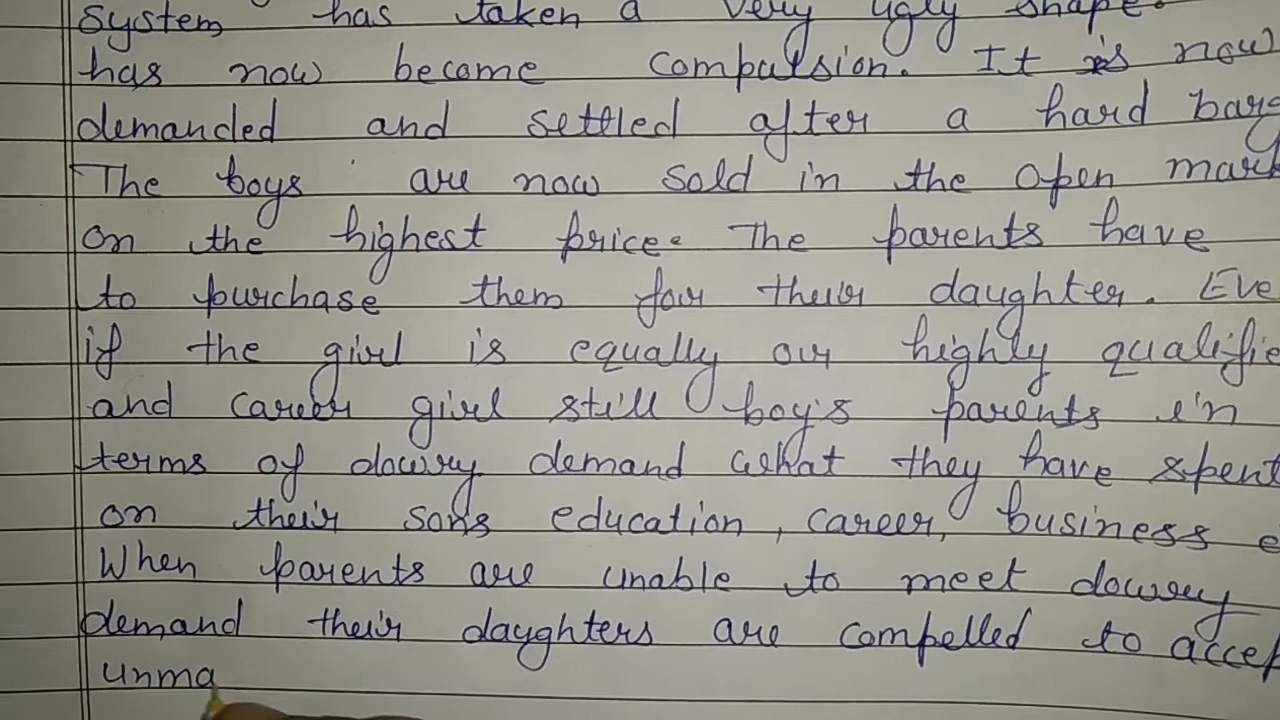 system has taken a very ugly shape.
has now become compulsion. It is now
demanded and settled after a hard barg
The boys are now sold in the open mark
on the highest price. The parents have
to purchase them for their daughter. Eve
if the girl is equally or highly qualifie
and career girl still boy's parents in
terms of dowry demand what they have spent
on their sons education, career, business e
When parents are unable to meet dowry
demand their dayghters are compelled to accep
unma